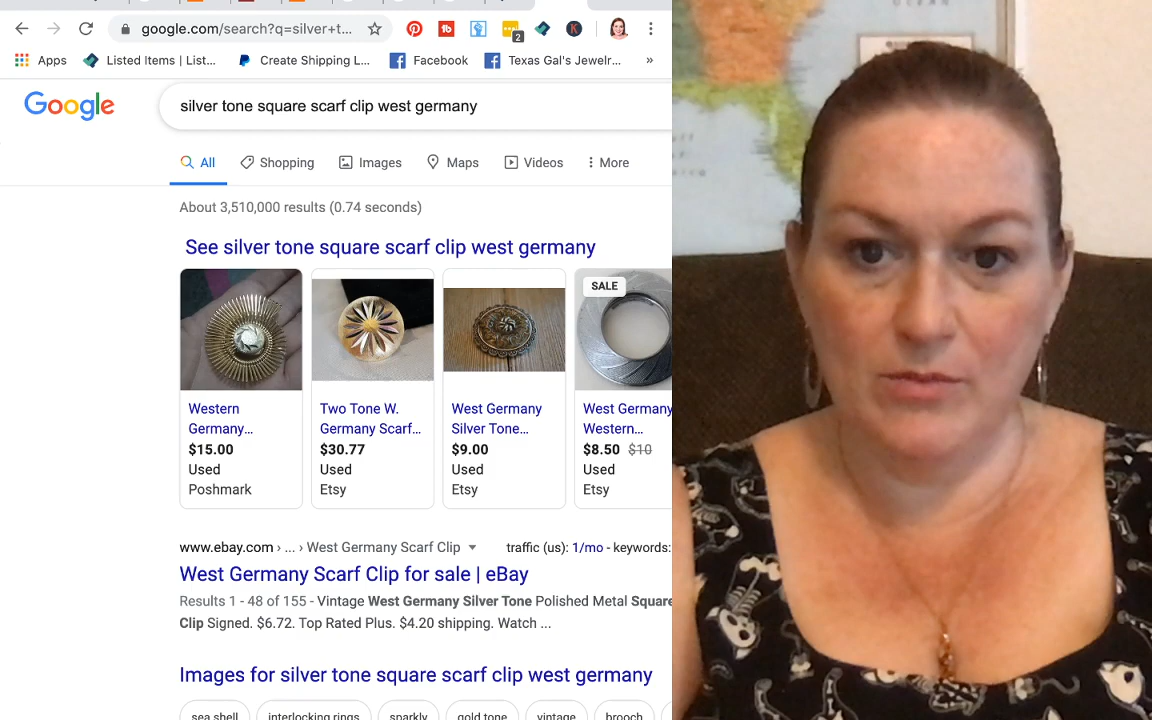 google.com/search?q=silver+t...
2
Apps
Listed Items | List...
Create Shipping L...
Facebook
Texas Gal's Jewelr...
»
Google
silver tone square scarf clip west germany
All
Shopping
Images
Maps
Videos
More
About 3,510,000 results (0.74 seconds)
See silver tone square scarf clip west germany
SALE
Western
Germany...
$15.00
Used
Poshmark
Two Tone W.
Germany Scarf...
$30.77
Used
Etsy
West Germany
Silver Tone...
$9.00
Used
Etsy
West Germany
Western...
$8.50 $10
Used
Etsy
www.ebay.com › ... › West Germany Scarf Clip
traffic (us): 1/mo - keywords:
West Germany Scarf Clip for sale | eBay
Results 1 - 48 of 155 - Vintage West Germany Silver Tone Polished Metal Square
Clip Signed. $6.72. Top Rated Plus. $4.20 shipping. Watch ...
Images for silver tone square scarf clip west germany
sea shell
interlocking rings
sparkly
gold tone
vintage
brooch
OCEAN